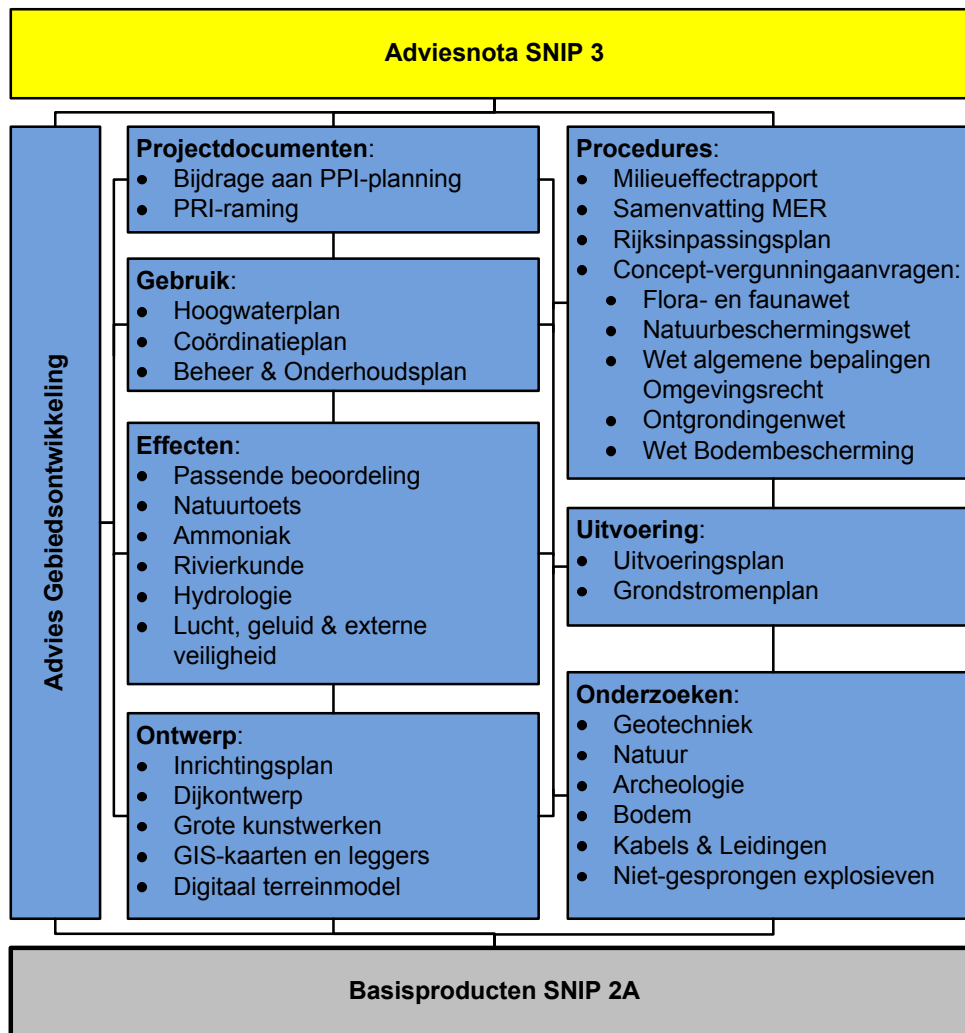 Adviesnota SNIP 3
Advies Gebiedsontwikkeling
Projectdocumenten:
• Bijdrage aan PPI-planning
• PRI-raming
Gebruik:
• Hoogwaterplan
• Coördinatieplan
• Beheer & Onderhoudsplan
Effecten:
• Passende beoordeling
• Natuurtoets
• Ammoniak
• Rivierkunde
• Hydrologie
• Lucht, geluid & externe
veiligheid
Ontwerp:
• Inrichtingsplan
• Dijkontwerp
• Grote kunstwerken
• GIS-kaarten en leggers
• Digitaal terreinmodel
Procedures:
• Milieueffectrapport
• Samenvatting MER
• Rijksinpassingsplan
• Concept-vergunningaanvragen:
• Flora- en faunawet
• Natuurbeschermingswet
• Wet algemene bepalingen
Omgevingsrecht
• Ontgrondingenwet
• Wet Bodembescherming
Uitvoering:
• Uitvoeringsplan
• Grondstromenplan
Onderzoeken:
• Geotechniek
• Natuur
• Archeologie
• Bodem
• Kabels & Leidingen
• Niet-gesprongen explosieven
Basisproducten SNIP 2A